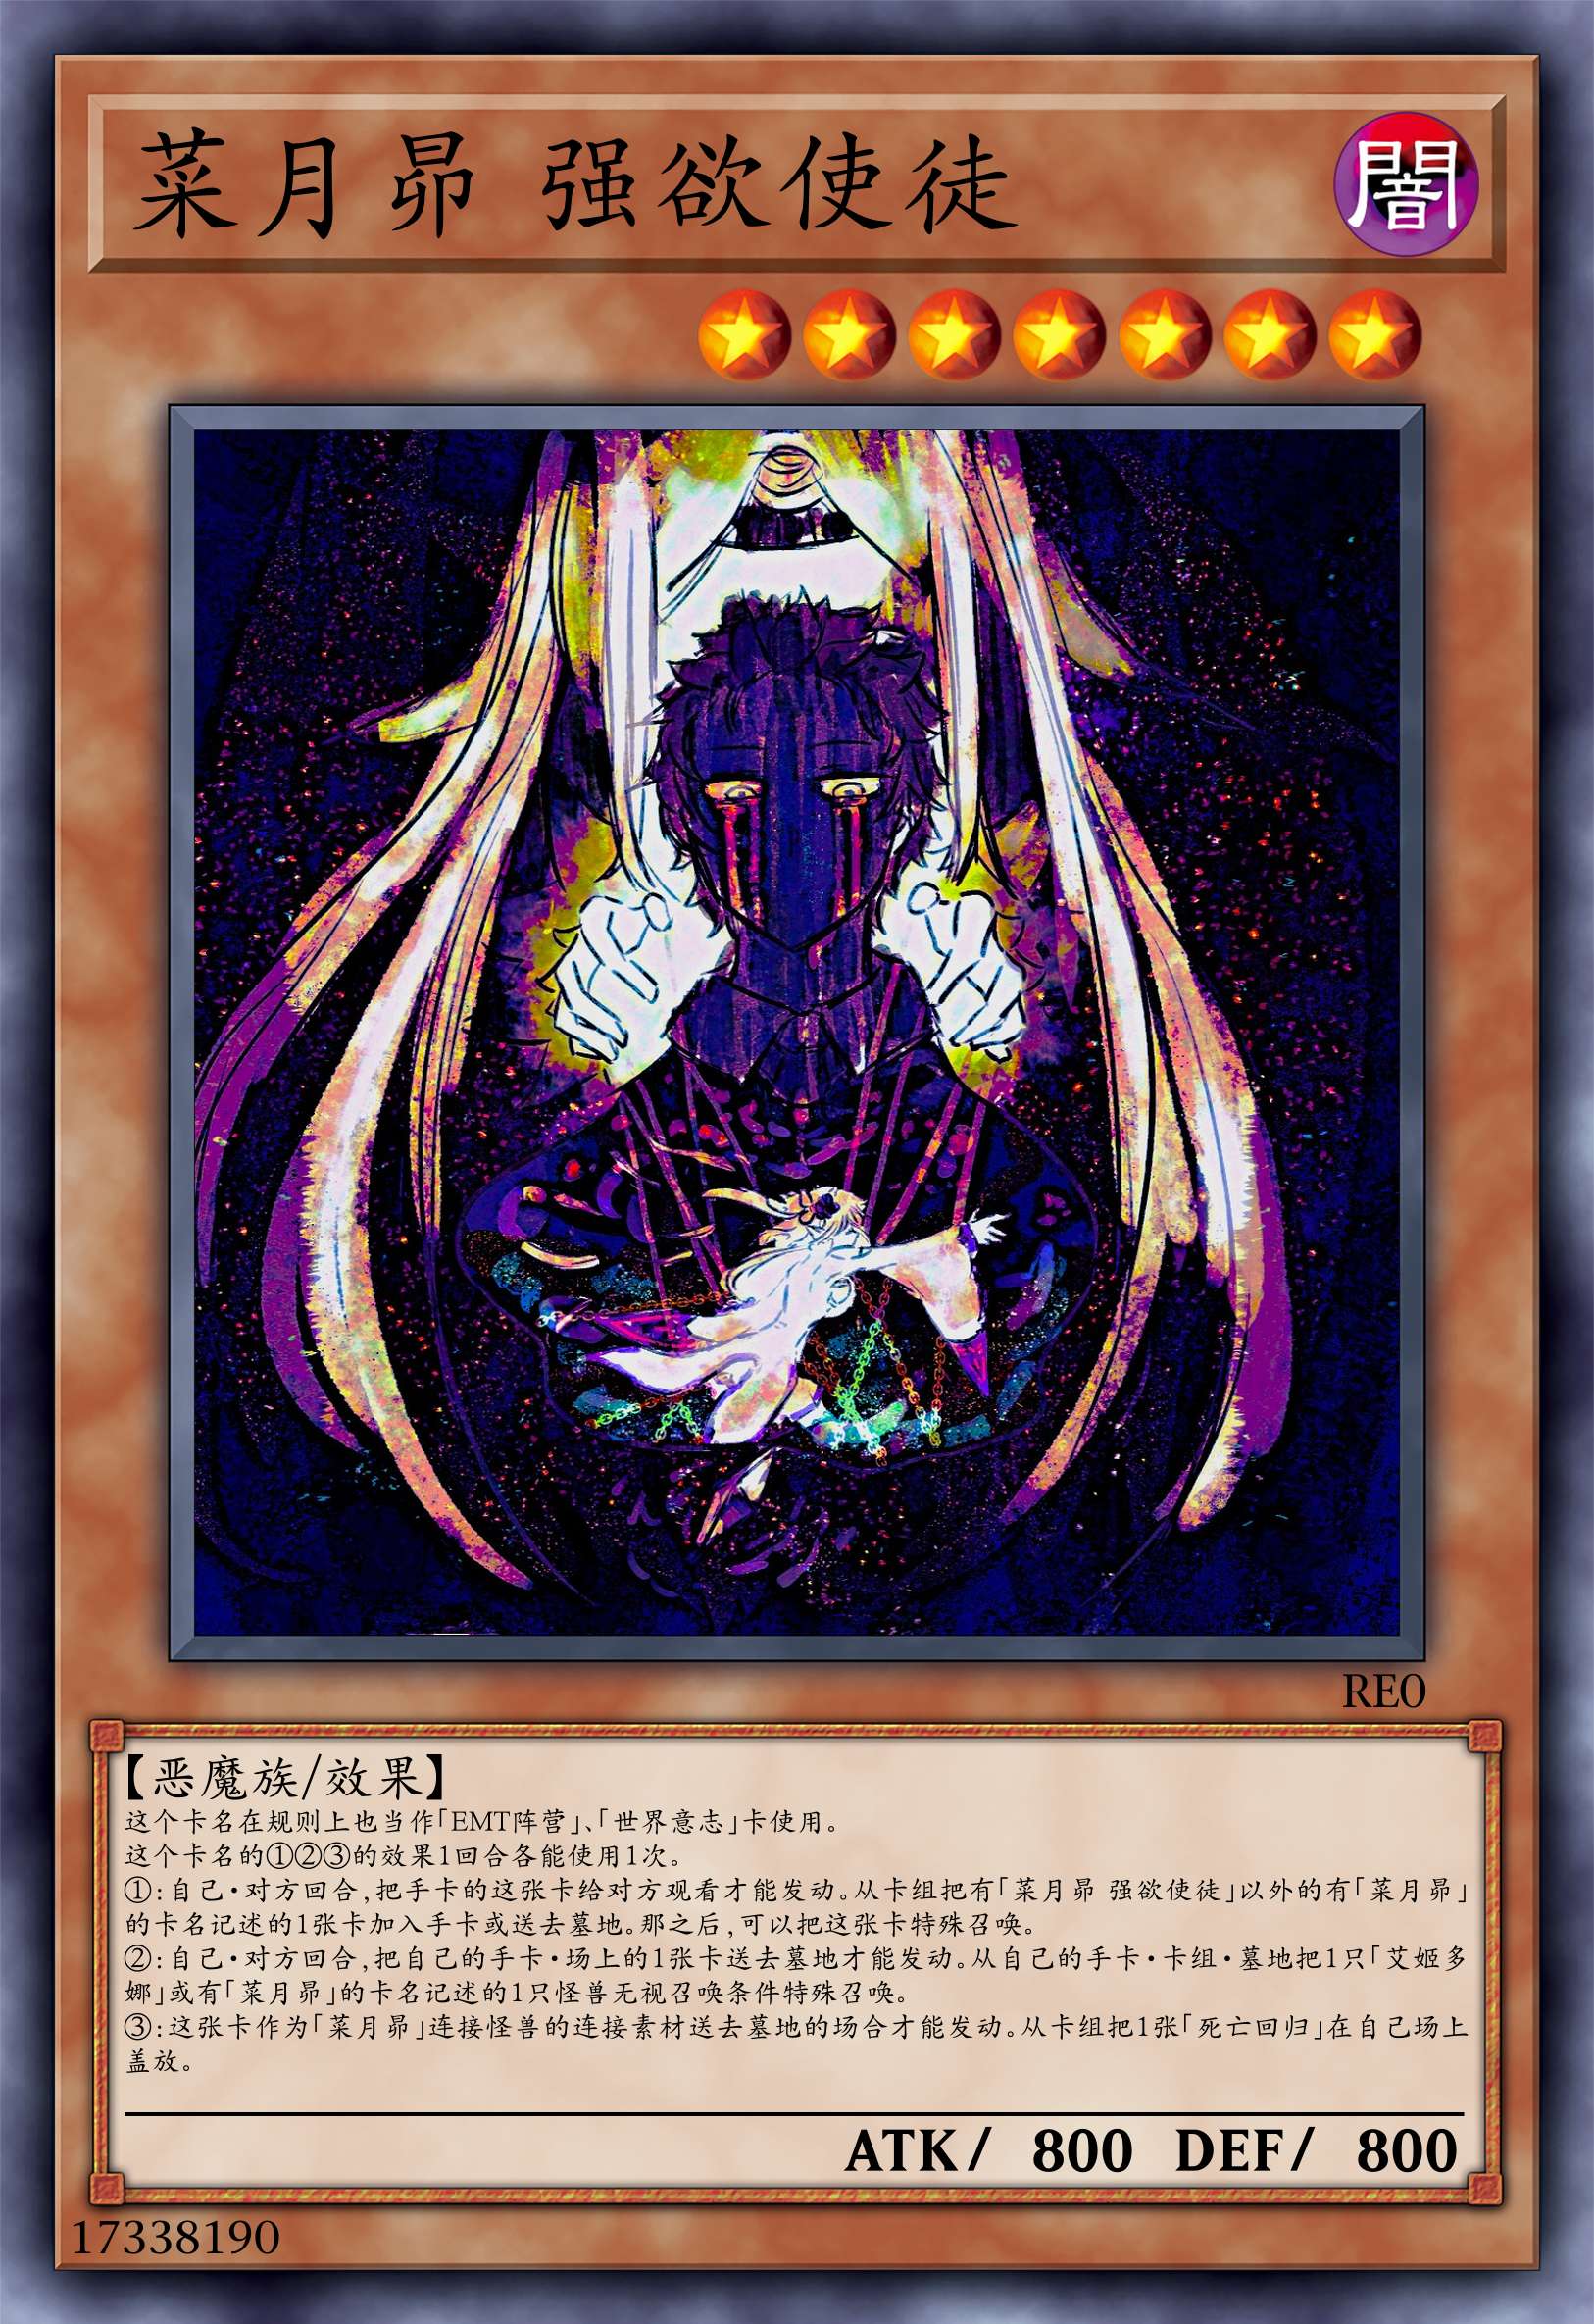 菜月昴 强欲使徒
闇
RE0
【恶魔族/效果】
这个卡名在规则上也当作「EMT阵营」、「世界意志」卡使用。
这个卡名的①②③的效果1回合各能使用1次。
①:自己・对方回合,把手卡的这张卡给对方观看才能发动。从卡组把有「菜月昴 强欲使徒」以外的有「菜月昴」
的卡名记述的1张卡加入手卡或送去墓地。那之后,可以把这张卡特殊召唤。
②:自己・对方回合,把自己的手卡・场上的1张卡送去墓地才能发动。从自己的手卡・卡组・墓地把1只「艾姬多
娜」或有「菜月昴」的卡名记述的1只怪兽无视召唤条件特殊召唤。
③:这张卡作为「菜月昴」连接怪兽的连接素材送去墓地的场合才能发动。从卡组把1张「死亡回归」在自己场上
盖放。
ATK/ 800 DEF/ 800
17338190